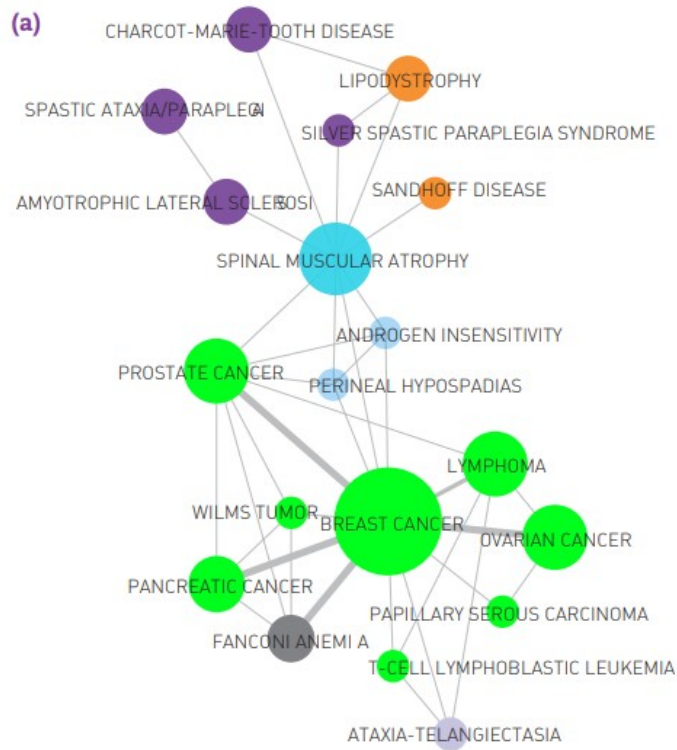 (a)
CHARCOT-MARIE-TOOTH DISEASE
LIPODYSTROPHY
SPASTIC ATAXIA/PARAPLEGIA
SILVER SPASTIC PARAPLEGIA SYNDROME
SANDHOFF DISEASE
AMYOTROPHIC LATERAL SCLEROSIS
SPINAL MUSCULAR ATROPHY
ANDROGEN INSENSITIVITY
PROSTATE CANCER
PERINEAL HYPOSPADIAS
LYMPHOMA
WILMS TUMOR
BREAST CANCER
OVARIAN CANCER
PANCREATIC CANCER
PAPILLARY SEROUS CARCINOMA
FANCONI ANEMI A
T-CELL LYMPHOBLASTIC LEUKEMIA
ATAXIA-TELANGIECTASIA